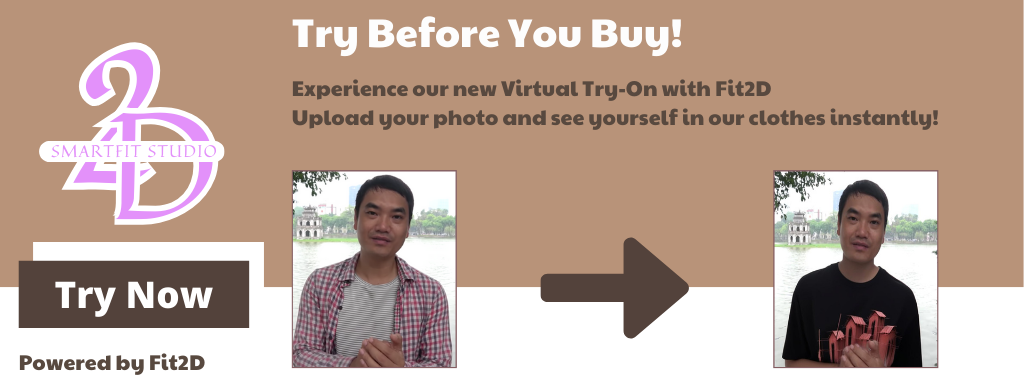 Try Before You Buy!
Experience our new Virtual Try-On with Fit2D
Upload your photo and see yourself in our clothes instantly!
2D
SMARTFIT STUDIO
Try Now
Powered by Fit2D